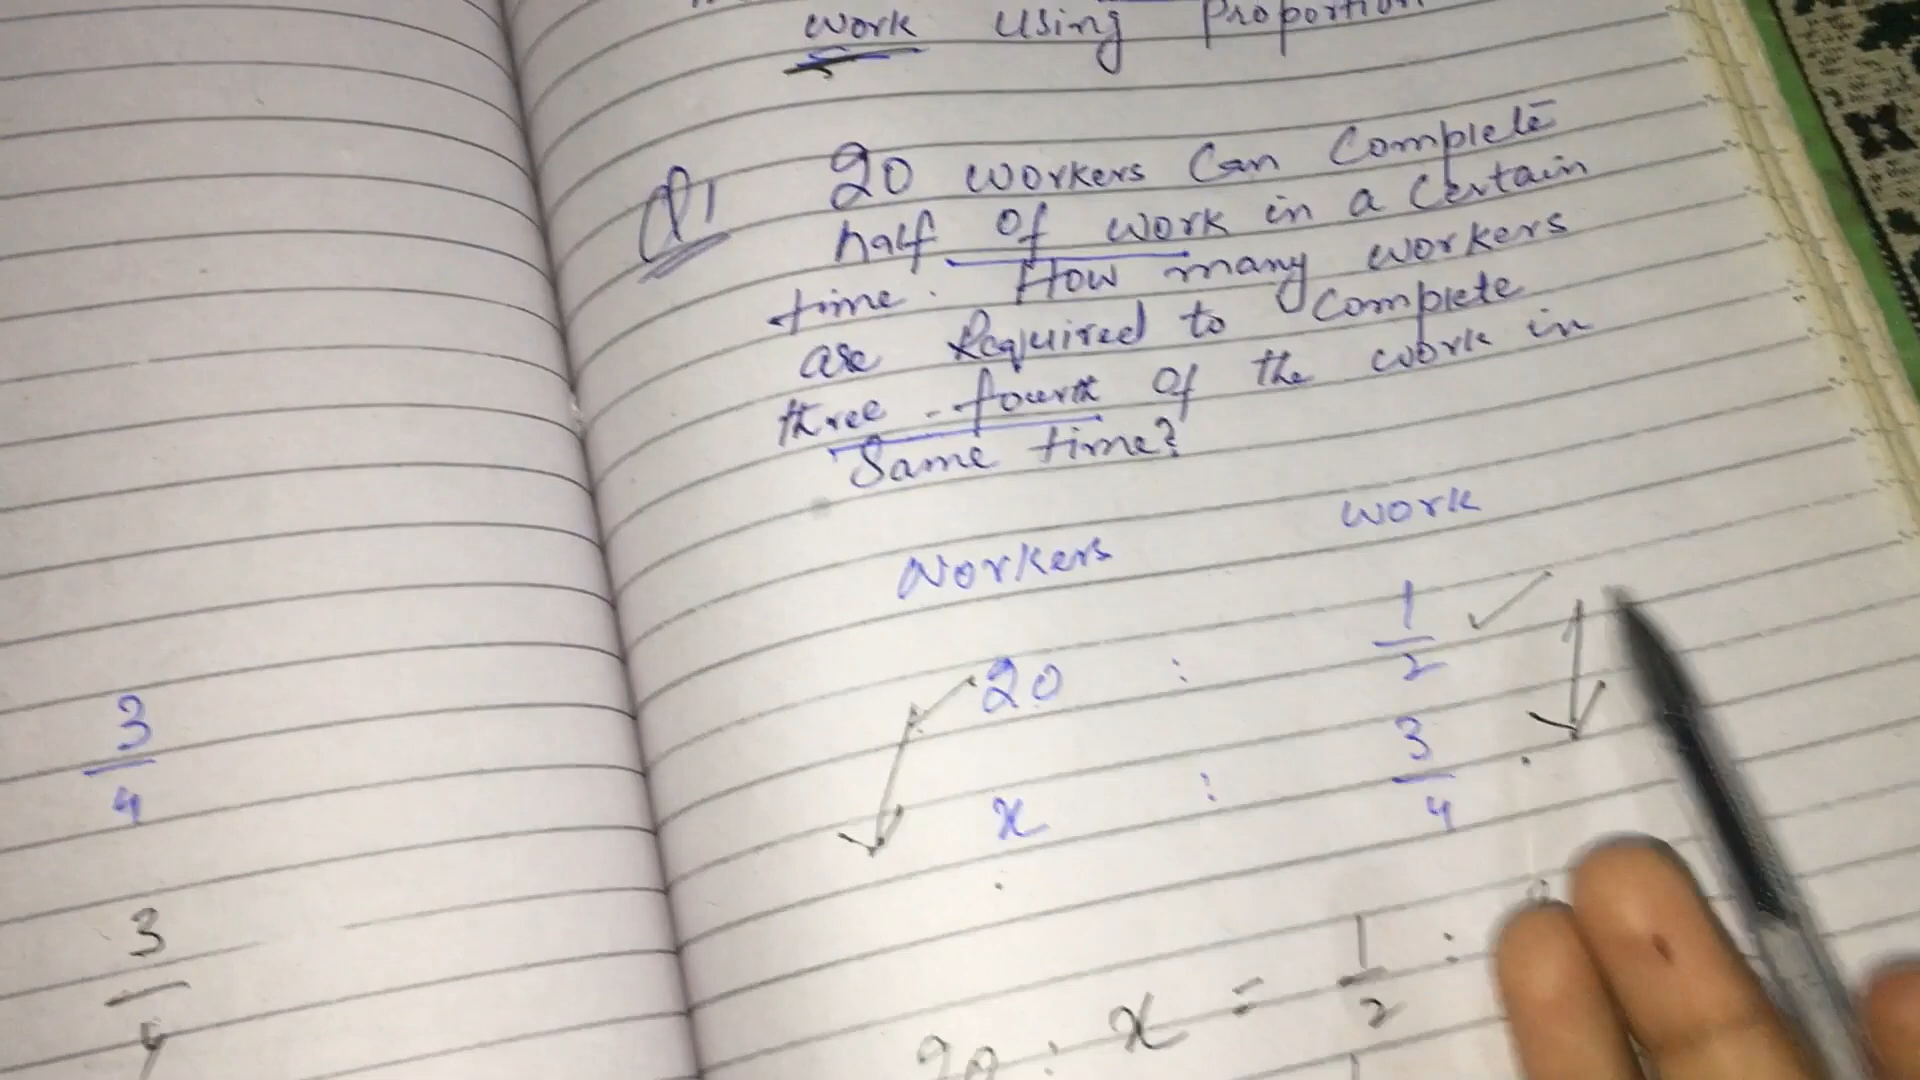 3
4
3
4
work using Proportion
Q1 20 workers Can Complete
half of work in a Certain
time. How many workers
are Required to Complete
three-fourth of the work in
Same time?
Workers work
20 : 1/2
x : 3/4
20 : x = 1/2 :